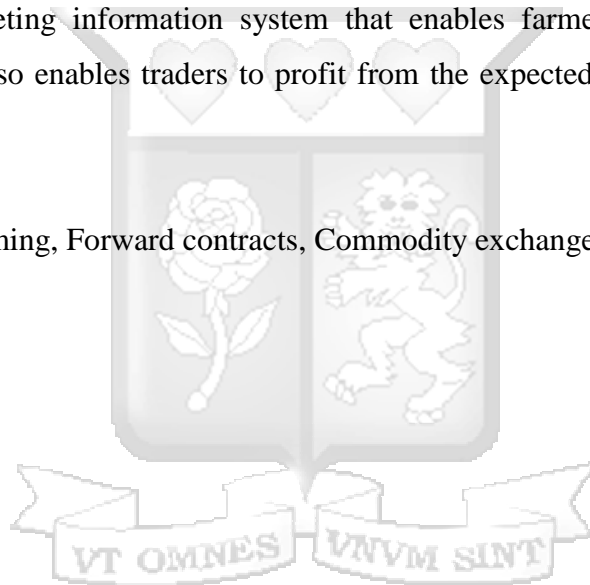 eting information system that enables farme
so enables traders to profit from the expected
ning, Forward contracts, Commodity exchange
VT OMNES VNVM SINT